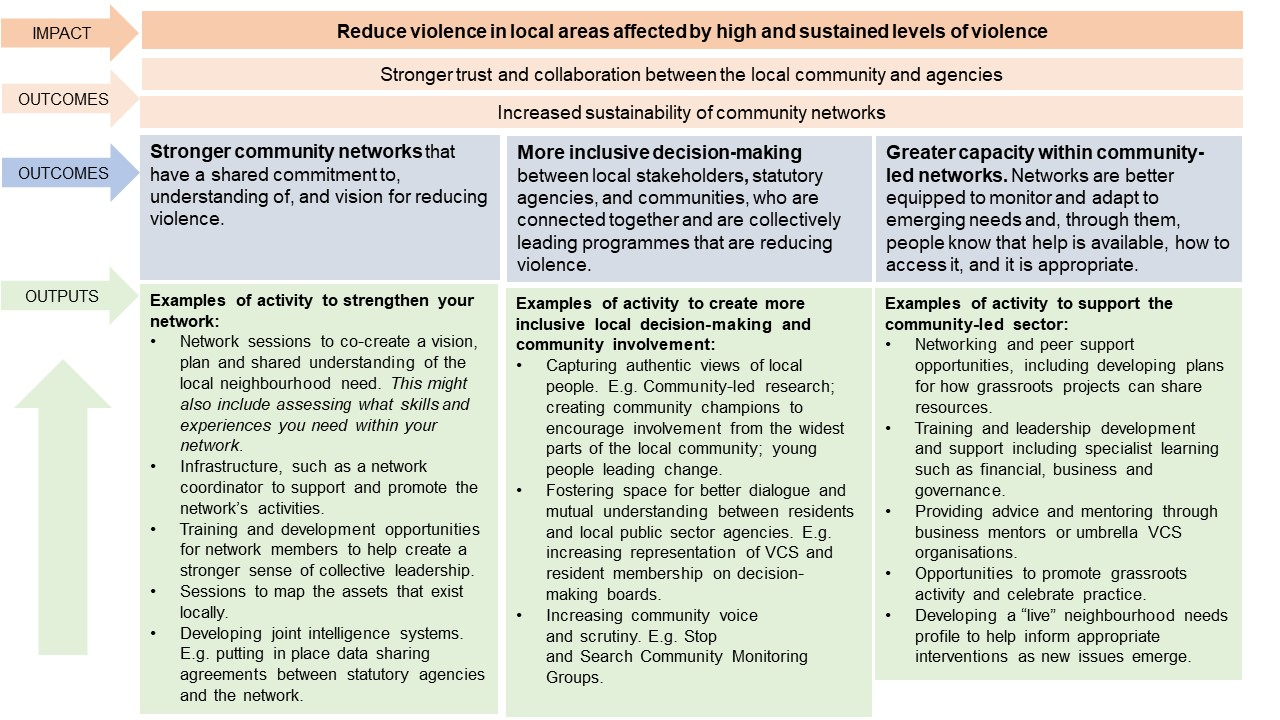 IMPACT
Reduce violence in local areas affected by high and sustained levels of violence
OUTCOMES
Stronger trust and collaboration between the local community and agencies
Increased sustainability of community networks
OUTCOMES
Stronger community networks that
have a shared commitment to,
understanding of, and vision for reducing
violence.
More inclusive decision-making
between local stakeholders, statutory
agencies, and communities, who are
connected together and are collectively
leading programmes that are reducing
violence.
Greater capacity within community-
led networks. Networks are better
equipped to monitor and adapt to
emerging needs and, through them,
people know that help is available, how to
access it, and it is appropriate.
OUTPUTS
Examples of activity to strengthen your
network:
• Network sessions to co-create a vision,
plan and shared understanding of the
local neighbourhood need. This might
also include assessing what skills and
experiences you need within your
network.
• Infrastructure, such as a network
coordinator to support and promote the
network's activities.
• Training and development opportunities
for network members to help create a
stronger sense of collective leadership.
• Sessions to map the assets that exist
locally.
• Developing joint intelligence systems.
E.g. putting in place data sharing
agreements between statutory agencies
and the network.
Examples of activity to create more
inclusive local decision-making and
community involvement:
• Capturing authentic views of local
people. E.g. Community-led research;
creating community champions to
encourage involvement from the widest
parts of the local community; young
people leading change.
• Fostering space for better dialogue and
mutual understanding between residents
and local public sector agencies. E.g.
increasing representation of VCS and
resident membership on decision-
making boards.
• Increasing community voice
and scrutiny. E.g. Stop
and Search Community Monitoring
Groups.
Examples of activity to support the
community-led sector:
• Networking and peer support
opportunities, including developing plans
for how grassroots projects can share
resources.
• Training and leadership development
and support including specialist learning
such as financial, business and
governance.
• Providing advice and mentoring through
business mentors or umbrella VCS
organisations.
• Opportunities to promote grassroots
activity and celebrate practice.
• Developing a “live” neighbourhood needs
profile to help inform appropriate
interventions as new issues emerge.